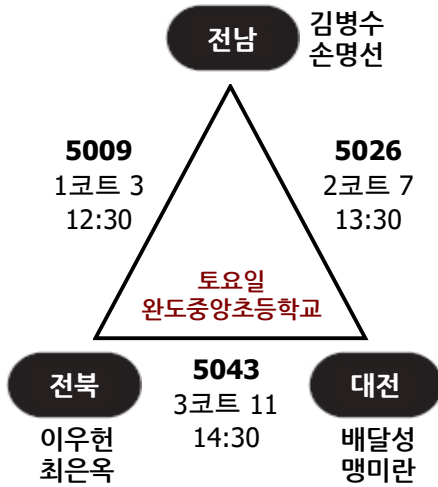 전남
김병수
손명선
5009
1코트 3
12:30
5026
2코트 7
13:30
토요일
완도중앙초등학교
전북
이우헌
최은옥
5043
3코트 11
14:30
대전
배달성
맹미란